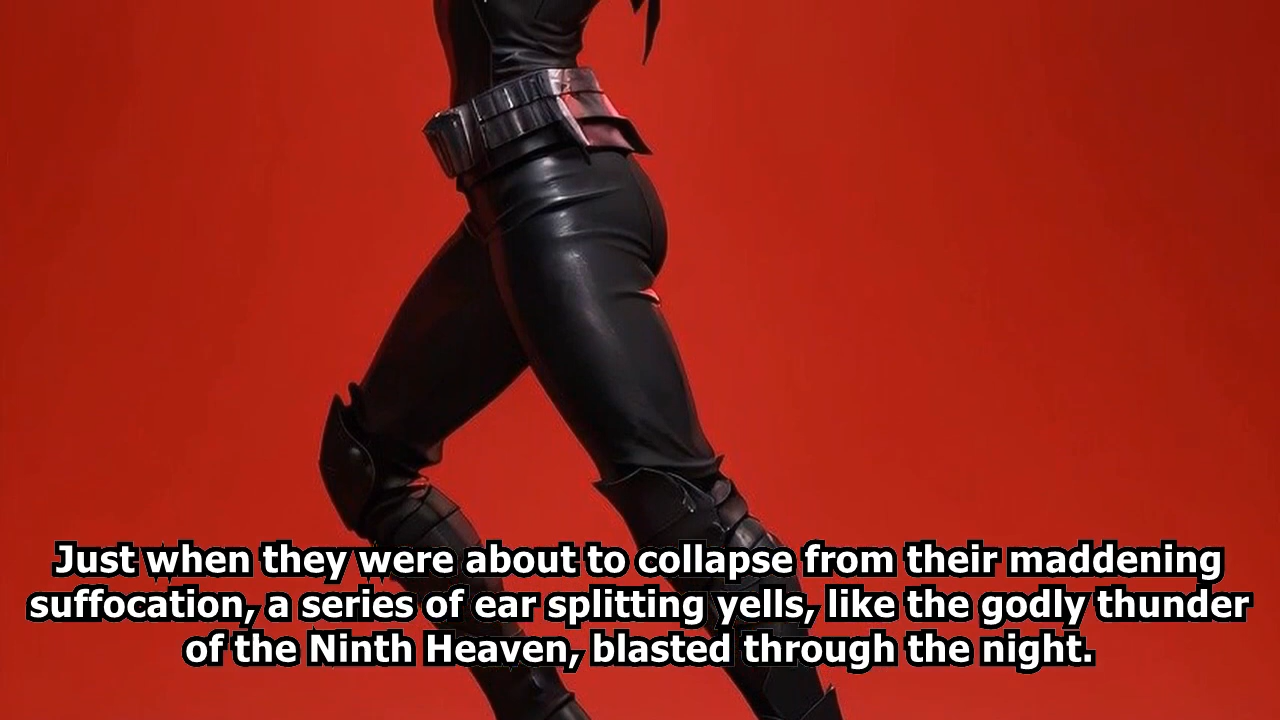 Just when they were about to collapse from their maddening
suffocation, a series of ear splitting yells, like the godly thunder
of the Ninth Heaven, blasted through the night.